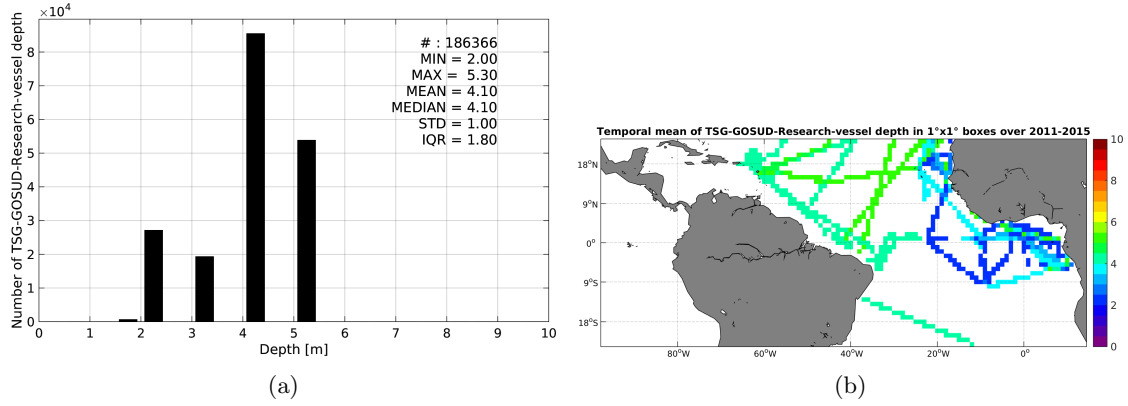 ×10⁴
Number of TSG-GOSUD-Research-vessel depth
8
7
6
5
4
3
2
1
0
# : 186366
MIN = 2.00
MAX = 5.30
MEAN = 4.10
MEDIAN = 4.10
STD = 1.00
IQR = 1.80
0 1 2 3 4 5 6 7 8 9 10
Depth [m]
(a)
Temporal mean of TSG-GOSUD-Research-vessel depth in 1°x1° boxes over 2011-2015
18°N
9°N
0°
9°S
18°S
80°W 60°W 40°W 20°W 0°
10
8
6
4
2
0
(b)